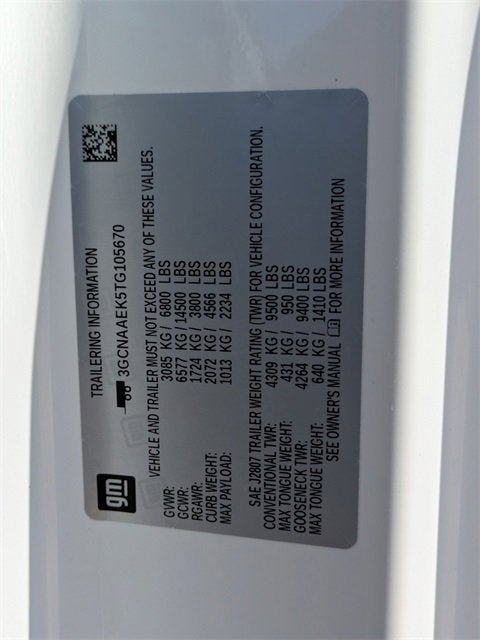 gm
TRAILERING INFORMATION
3GCNAAEK5TG105670
VEHICLE AND TRAILER MUST NOT EXCEED ANY OF THESE VALUES.
GVWR: 3085 KG / 6800 LBS
GCWR: 6577 KG / 14500 LBS
RGAWR: 1724 KG / 3800 LBS
CURB WEIGHT: 2072 KG / 4566 LBS
MAX PAYLOAD: 1013 KG / 2234 LBS
SAE J2807 TRAILER WEIGHT RATING (TWR) FOR VEHICLE CONFIGURATION.
CONVENTIONAL TWR: 4309 KG / 9500 LBS
MAX TONGUE WEIGHT: 431 KG / 950 LBS
GOOSENECK TWR: 4264 KG / 9400 LBS
MAX TONGUE WEIGHT: 640 KG / 1410 LBS
SEE OWNER'S MANUAL FOR MORE INFORMATION